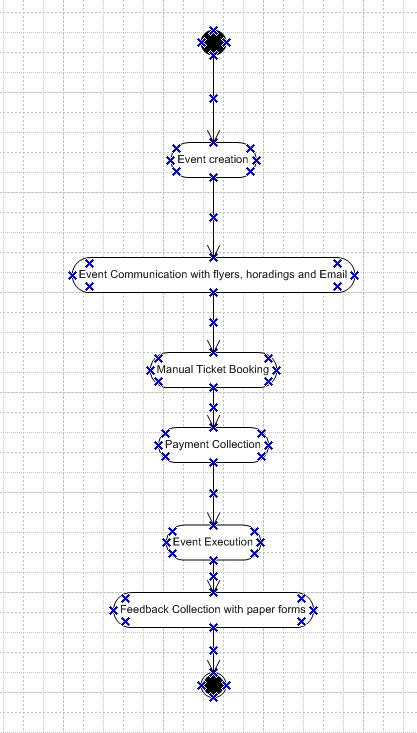 Event creation
Event Communication with flyers, horadings and Email
Manual Ticket Booking
Payment Collection
Event Execution
Feedback Collection with paper forms